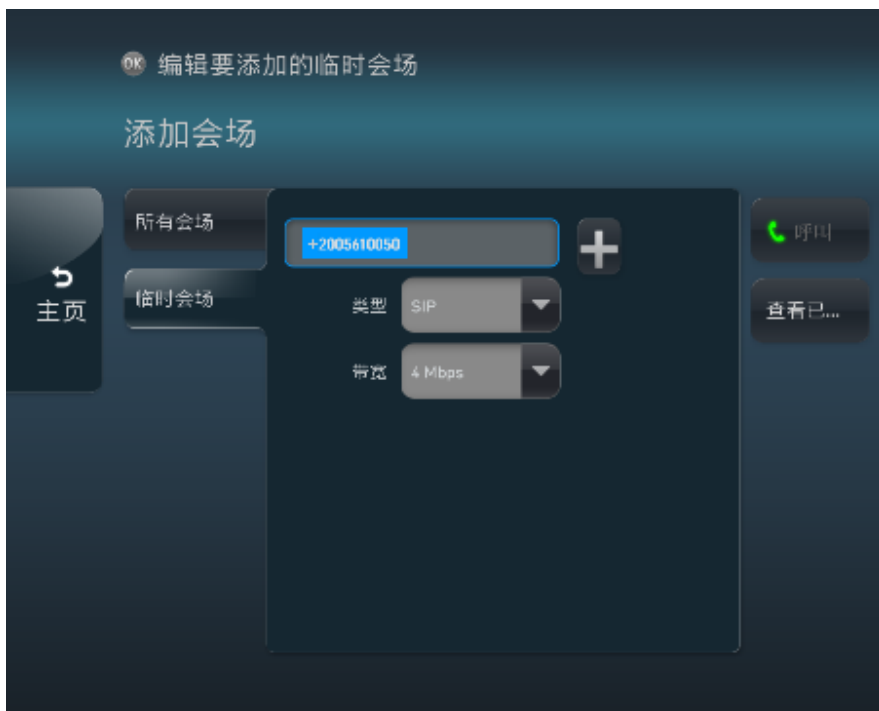 OK 编辑要添加的临时会场
添加会场
主页
所有会场
临时会场
+2005610050
类型 SIP
带宽 4 Mbps
呼叫
查看已...